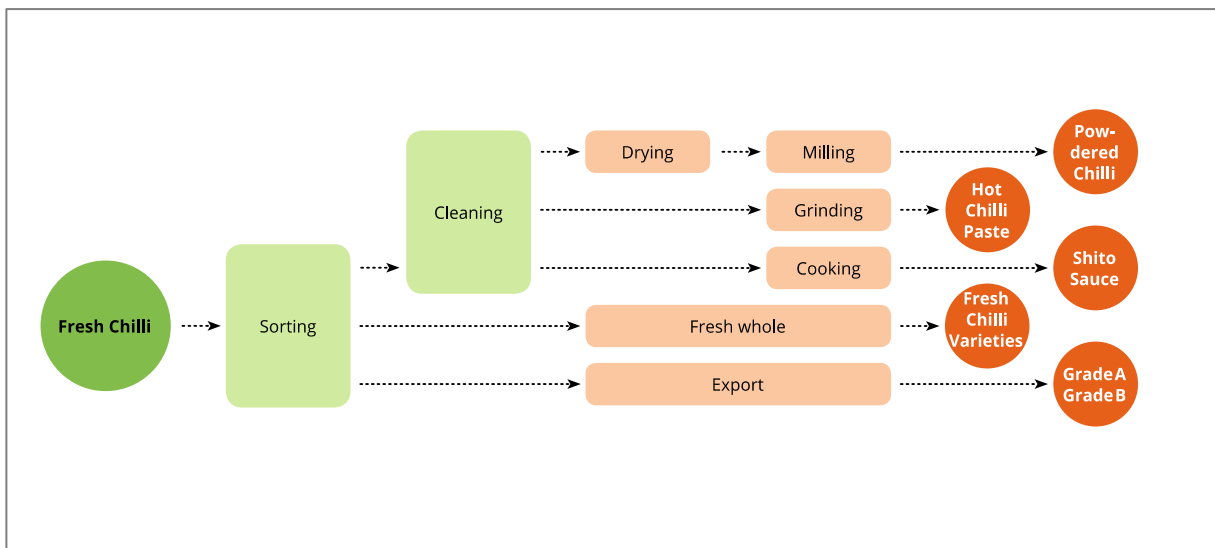 Fresh Chilli
Sorting
Cleaning
Drying
Milling
Pow-
dered
Chilli
Grinding
Hot
Chilli
Paste
Cooking
Shito
Sauce
Fresh whole
Fresh
Chilli
Varieties
Export
Grade A
Grade B